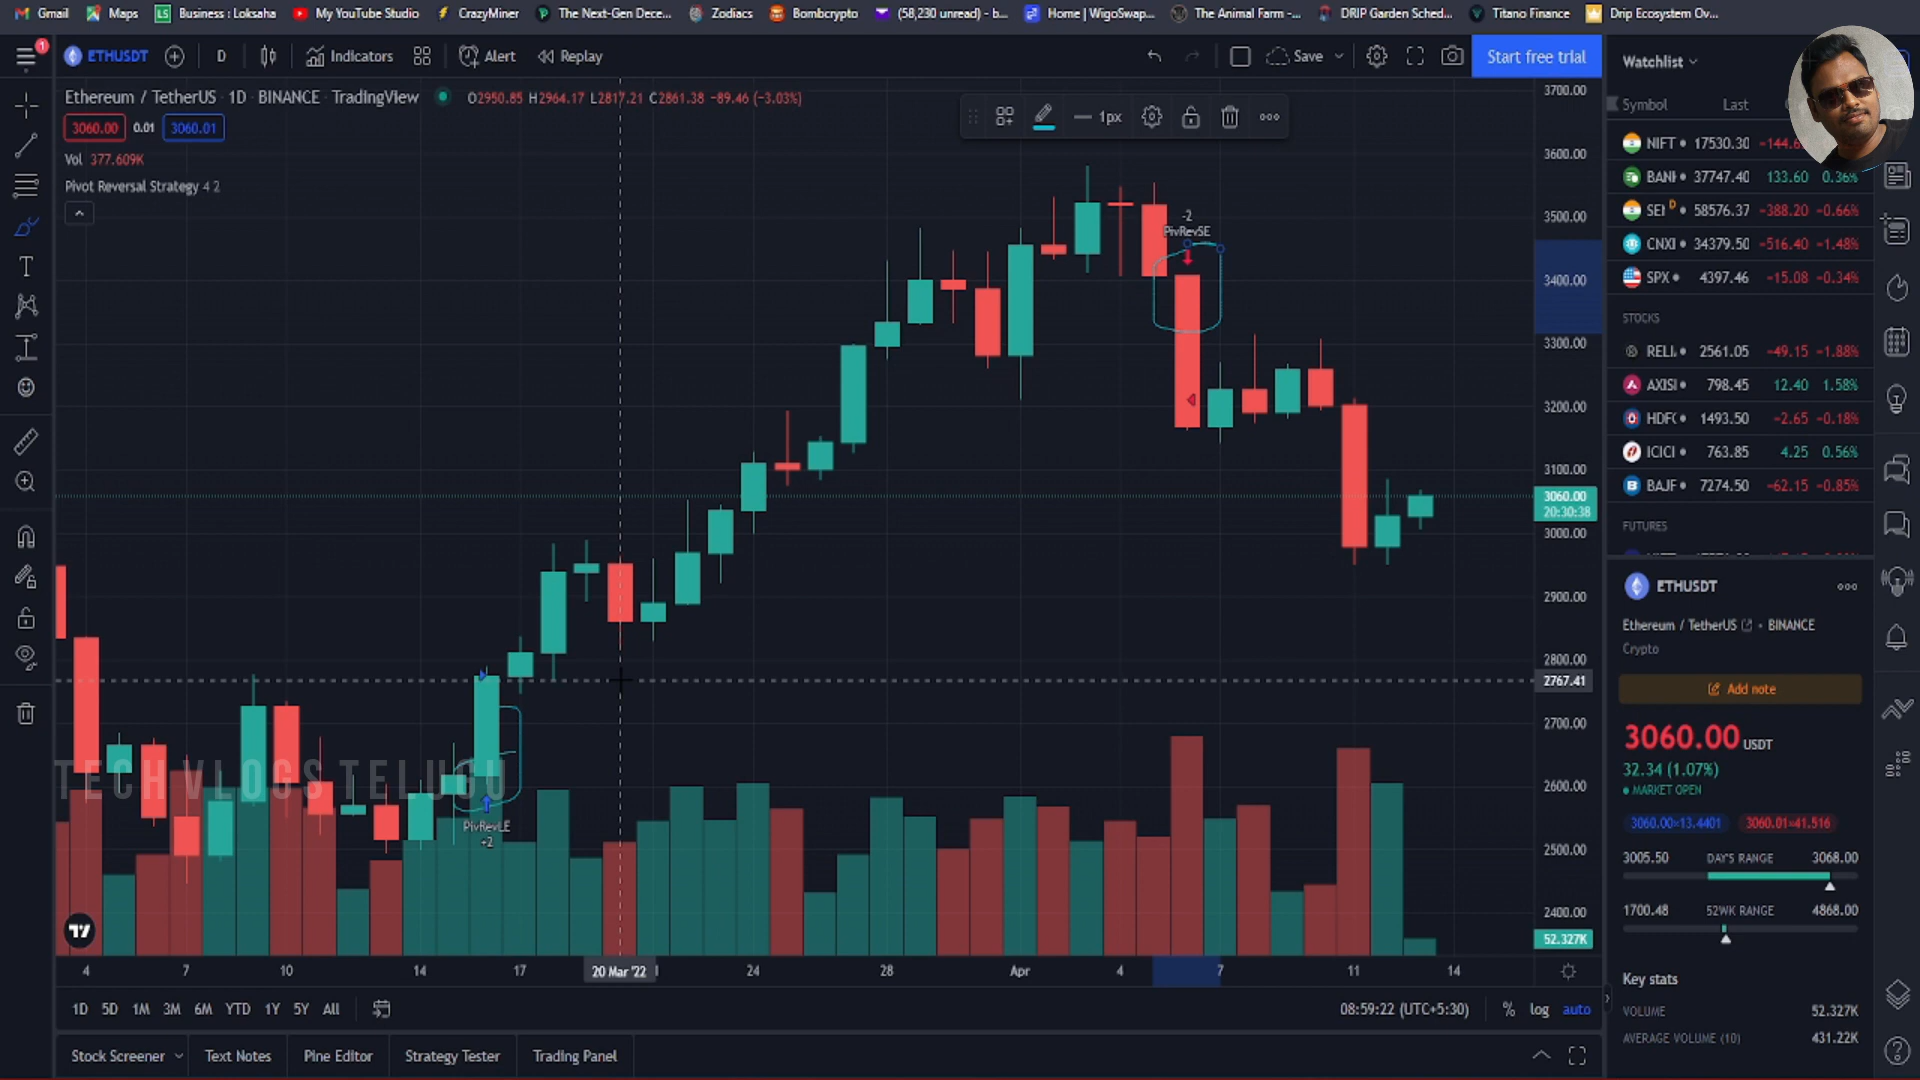 Gmail
Maps
LS Business : Loksaha
My YouTube Studio
CrazyMiner
The Next-Gen Dece...
Zodiacs
Bombcrypto
(58,230 unread) - b...
Home | WigoSwap...
The Animal Farm -...
DRIP Garden Sched...
Titano Finance
Drip Ecosystem Ov...
1
ETHUSDT
D
Indicators
Alert
Replay
Save
Start free trial
Ethereum / TetherUS · 1D · BINANCE · TradingView
O2950.85 H2964.17 L2817.21 C2861.38 -89.46 (-3.03%)
3060.00 0.01 3060.01
Vol 377.609K
Pivot Reversal Strategy 4 2
1px
-2
PivRevSE
PivRevLE
+2
TECH VLOGS TELUGU
3700.00
3600.00
3500.00
3400.00
3300.00
3200.00
3100.00
3060.00
20:30:38
3000.00
2900.00
2800.00
2767.41
2700.00
2600.00
2500.00
2400.00
52.327K
4 7 10 14 17 20 Mar '22 24 28 Apr 4 7 11 14
1D 5D 1M 3M 6M YTD 1Y 5Y All
08:59:22 (UTC+5:30) % log auto
Stock Screener
Text Notes
Pine Editor
Strategy Tester
Trading Panel
Watchlist
Symbol Last
NIFT 17530.30
BANI 37747.40 133.60 0.36%
SEI D 58576.37 -388.20 -0.66%
CNXI 34379.50 -516.40 -1.48%
SPX 4397.46 -15.08 -0.34%
STOCKS
RELI 2561.05 -49.15 -1.88%
AXISI 798.45 12.40 1.58%
HDFC 1493.50 -2.65 -0.18%
ICICI 763.85 4.25 0.56%
BAJF 7274.50 -62.15 -0.85%
FUTURES
ETHUSDT
Ethereum / TetherUS · BINANCE
Crypto
Add note
3060.00 USDT
32.34 (1.07%)
MARKET OPEN
3060.00×13.4401 3060.01×41.516
3005.50 DAY'S RANGE 3068.00
1700.48 52WK RANGE 4868.00
Key stats
VOLUME 52.327K
AVERAGE VOLUME (10) 431.22K